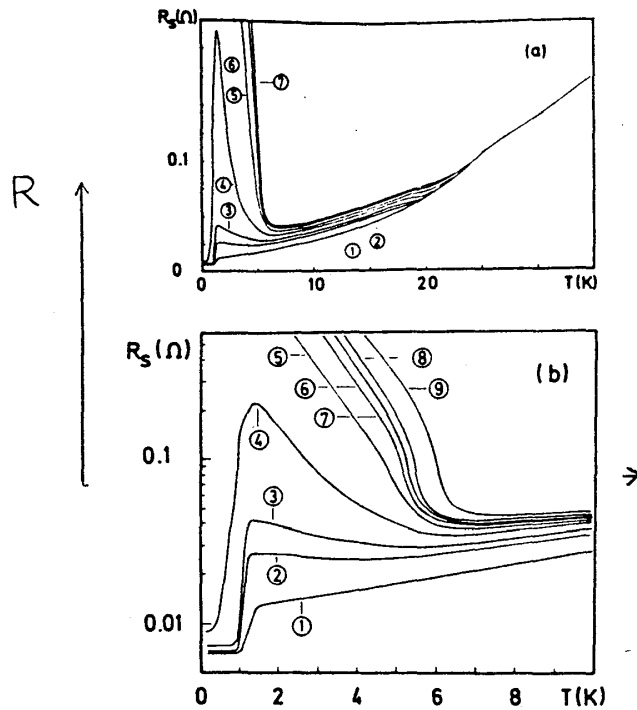 Rs(Ω)
(a)
⑥ ⑦
⑤
0.1
R
④
③
① ②
0
0 10 20 T(K)
Rs(Ω)
⑤ ⑧ (b)
⑥ ⑨
⑦
④
0.1
③
②
①
0.01
0 2 4 6 8 T(K)